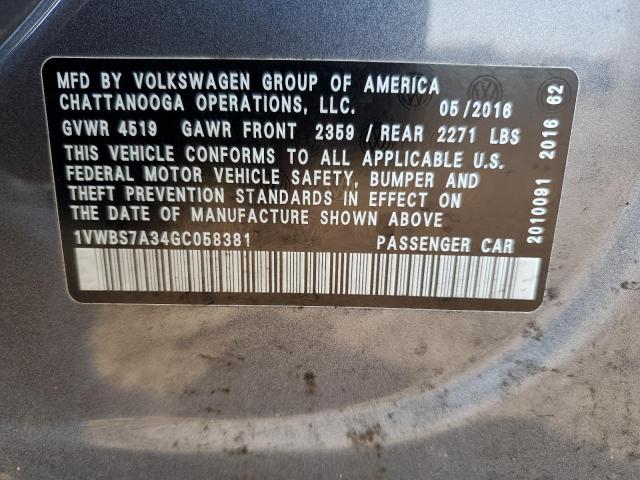 MFD BY VOLKSWAGEN GROUP OF AMERICA
CHATTANOOGA OPERATIONS, LLC. 05/2016
GVWR 4519 GAWR FRONT 2359 / REAR 2271 LBS
THIS VEHICLE CONFORMS TO ALL APPLICABLE U.S.
FEDERAL MOTOR VEHICLE SAFETY, BUMPER AND
THEFT PREVENTION STANDARDS IN EFFECT ON
THE DATE OF MANUFACTURE SHOWN ABOVE
1VWBS7A34GC058381 PASSENGER CAR
2010091 2016 62